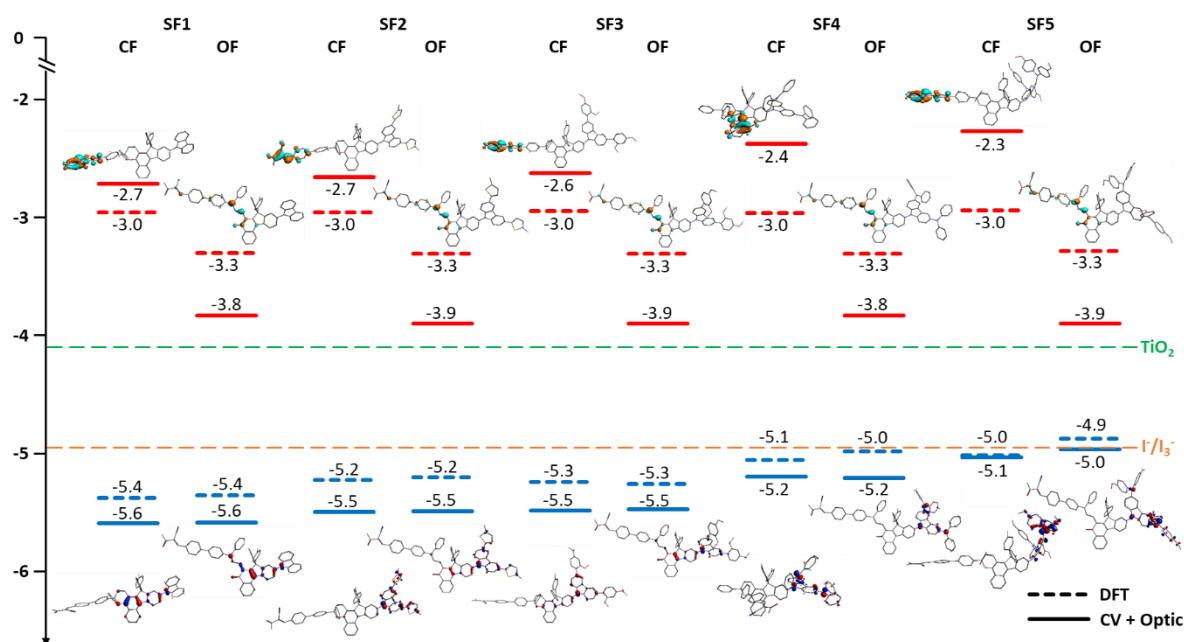 SF1 SF2 SF3 SF4 SF5
0 CF OF CF OF CF OF CF OF CF OF
-2
-2.4 -2.3
-2.7 -2.7 -2.6
-3
-3.0 -3.0 -3.0 -3.0 -3.0
-3.3 -3.3 -3.3 -3.3 -3.3
-3.8 -3.9 -3.9 -3.8 -3.9
-4
TiO2
-4.9
I-/I3-
-5.1 -5.0 -5.0
-5
-5.4 -5.4 -5.2 -5.2 -5.3 -5.3 -5.1 -5.0
-5.6 -5.6 -5.5 -5.5 -5.5 -5.5 -5.2 -5.2
-6
DFT
CV + Optic